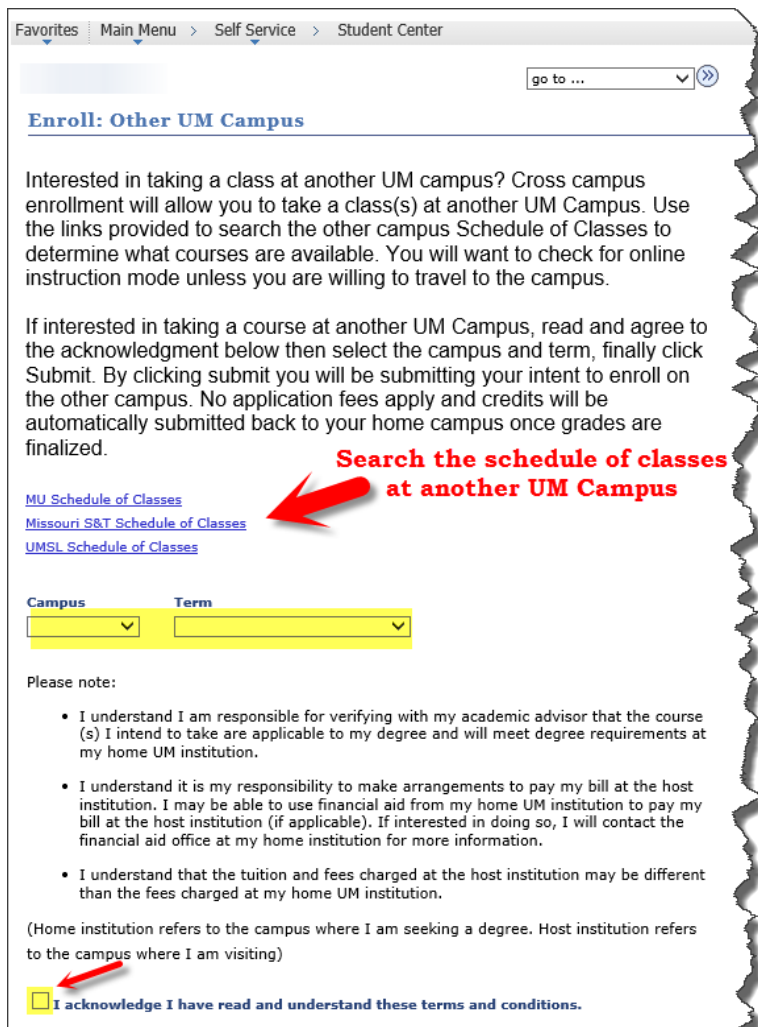 Favorites Main Menu > Self Service > Student Center
go to ...
Enroll: Other UM Campus
Interested in taking a class at another UM campus? Cross campus
enrollment will allow you to take a class(s) at another UM Campus. Use
the links provided to search the other campus Schedule of Classes to
determine what courses are available. You will want to check for online
instruction mode unless you are willing to travel to the campus.
If interested in taking a course at another UM Campus, read and agree to
the acknowledgment below then select the campus and term, finally click
Submit. By clicking submit you will be submitting your intent to enroll on
the other campus. No application fees apply and credits will be
automatically submitted back to your home campus once grades are
finalized.
Search the schedule of classes
at another UM Campus
MU Schedule of Classes
Missouri S&T Schedule of Classes
UMSL Schedule of Classes
Campus Term
Please note:
• I understand I am responsible for verifying with my academic advisor that the course
(s) I intend to take are applicable to my degree and will meet degree requirements at
my home UM institution.
• I understand it is my responsibility to make arrangements to pay my bill at the host
institution. I may be able to use financial aid from my home UM institution to pay my
bill at the host institution (if applicable). If interested in doing so, I will contact the
financial aid office at my home institution for more information.
• I understand that the tuition and fees charged at the host institution may be different
than the fees charged at my home UM institution.
(Home institution refers to the campus where I am seeking a degree. Host institution refers
to the campus where I am visiting)
I acknowledge I have read and understand these terms and conditions.